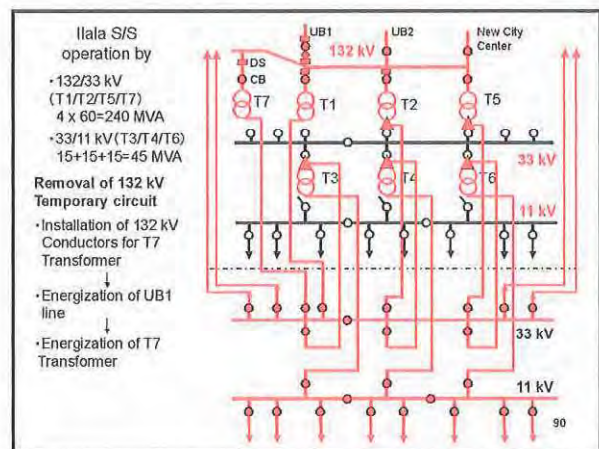 Ilala S/S
operation by
・132/33 kV
(T1/T2/T5/T7)
4 x 60=240 MVA
・33/11 kV (T3/T4/T6)
15+15+15=45 MVA
Removal of 132 kV
Temporary circuit
・Installation of 132 kV
Conductors for T7
Transformer
・Energization of UB1
line
・Energization of T7
Transformer
UB1
UB2
New City
Center
132 kV
DS
CB
T7
T1
T2
T5
33 kV
T3
T4
T6
11 kV
33 kV
11 kV
90